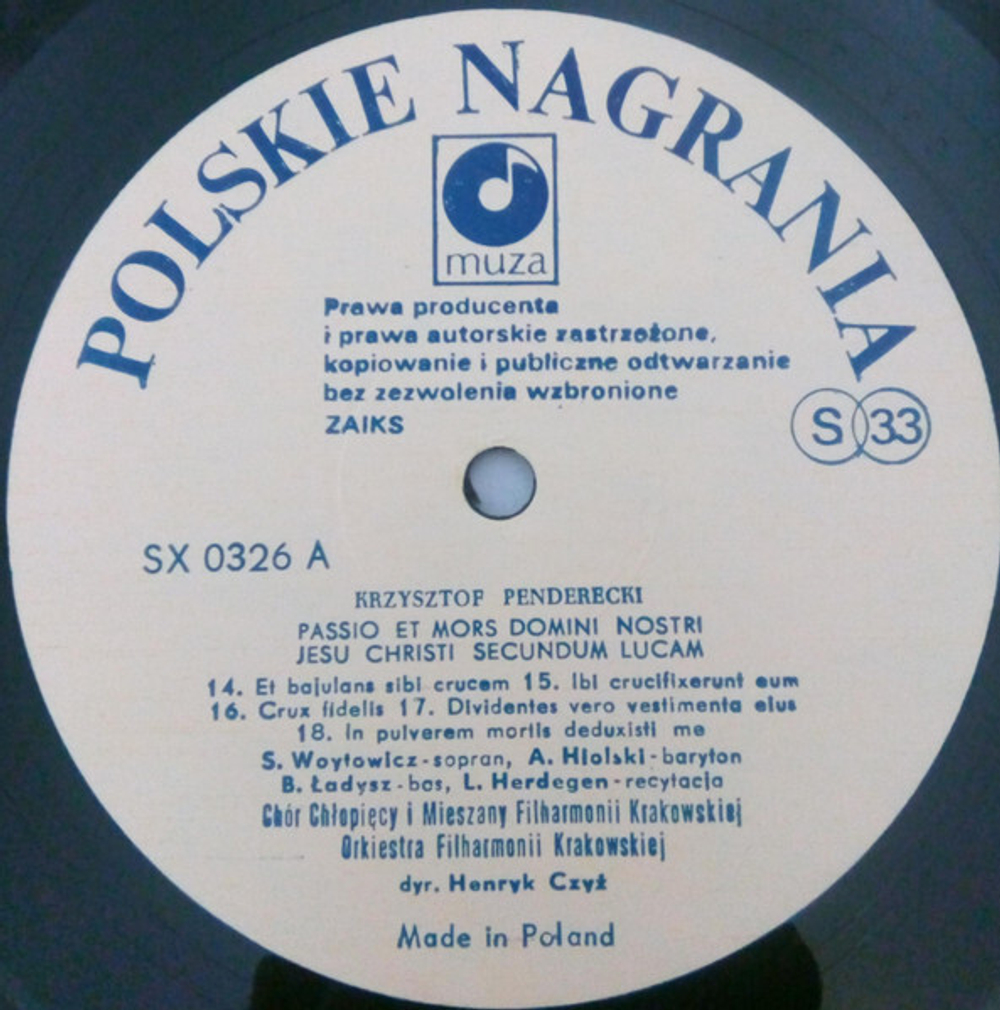 POLSKIE NAGRANIA
muza
Prawa producenta
i prawa autorskie zastrzeżone,
kopiowanie i publiczne odtwarzanie
bez zezwolenia wzbronione
ZAIKS
S 33
SX 0326 A
KRZYSZTOF PENDERECKI
PASSIO ET MORS DOMINI NOSTRI
JESU CHRISTI SECUNDUM LUCAM
14. Et bajulans sibi crucem 15. Ibi crucifixerunt eum
16. Crux fidelis 17. Dividentes vero vestimenta eius
18. In pulverem mortis deduxisti me
S. Woytowicz - sopran, A. Hiolski - baryton
B. Ładysz - bas, L. Herdegen - recytacja
Chór Chłopięcy i Mieszany Filharmonii Krakowskiej
Orkiestra Filharmonii Krakowskiej
dyr. Henryk Czyż
Made in Poland